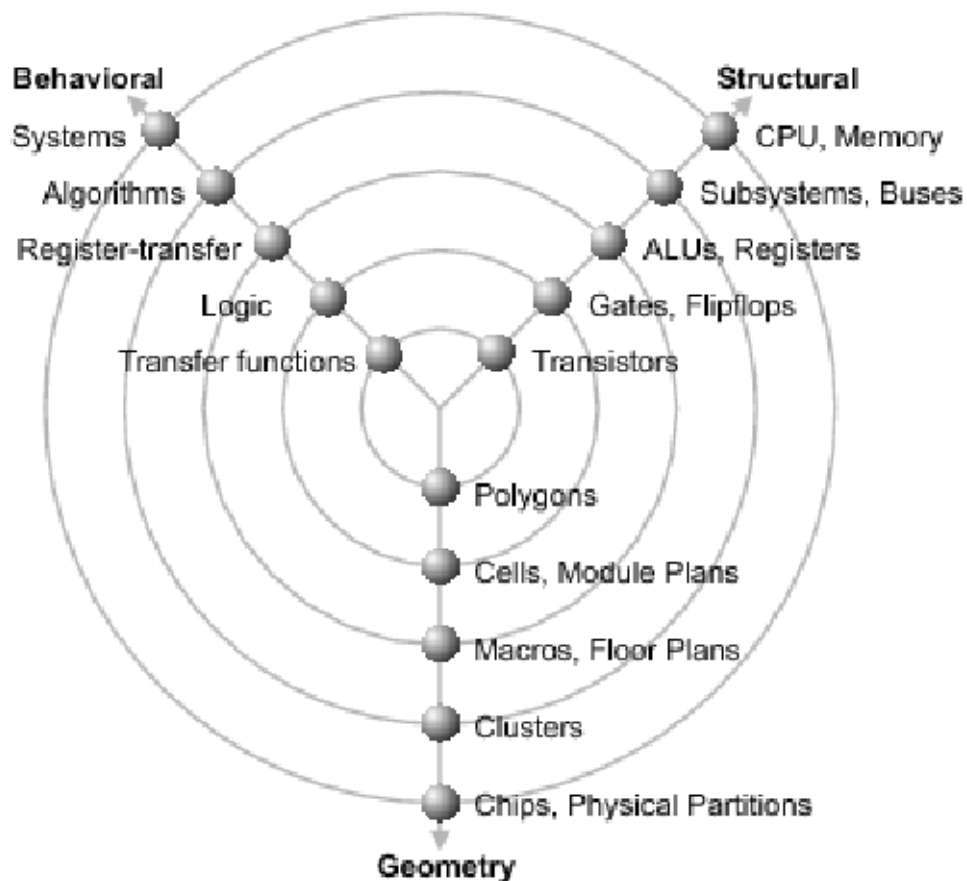 Behavioral
Structural
Systems
CPU, Memory
Algorithms
Subsystems, Buses
Register-transfer
ALUs, Registers
Logic
Gates, Flipflops
Transfer functions
Transistors
Polygons
Cells, Module Plans
Macros, Floor Plans
Clusters
Chips, Physical Partitions
Geometry